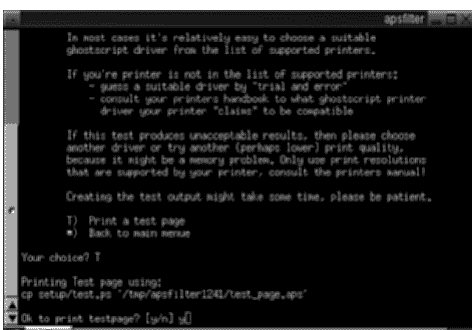 apsfilter
In most cases it's relatively easy to choose a suitable
ghostscript driver from the list of supported printers.
If you're printer is not in the list of supported printers:
- guess a suitable driver by "trial and error"
- consult your printers handbook to what ghostscript printer
driver your printer "claims" to be compatible
If this test produces unacceptable results, then please choose
another driver or try another (perhaps lower) print quality,
because it might be a memory problem. Only use print resolutions
that are supported by your printer, consult the printers manual!
Creating the test output might take some time, please be patient.
T) Print a test page
*) Back to main menue
Your choice? T
Printing Test page using:
cp setup/test.ps '/tmp/apsfilter1241/test_page.aps'
Ok to print testpage? [y/n] y